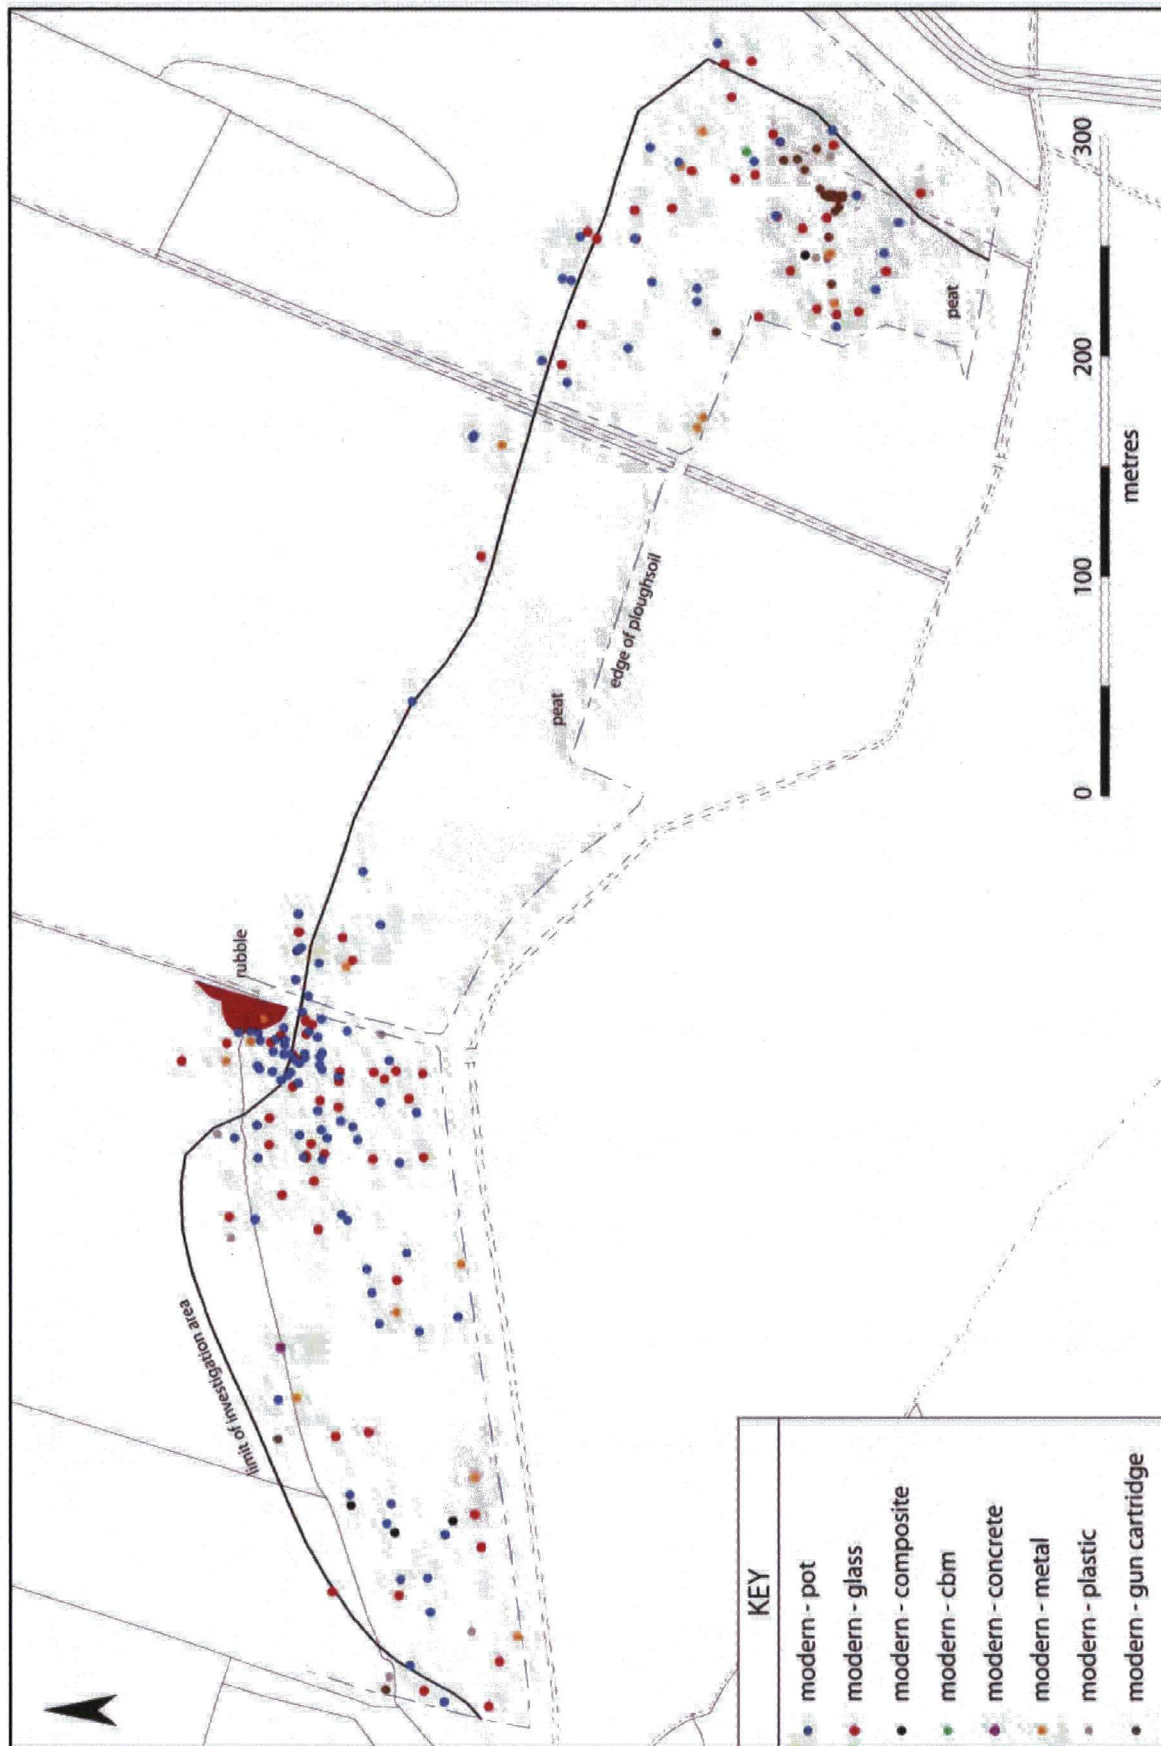 limit of investigation area
rubble
peat
edge of ploughsoil
peat
KEY
modern - pot
modern - glass
modern - composite
modern - cbm
modern - concrete
modern - metal
modern - plastic
modern - gun cartridge
0 100 200 300
metres